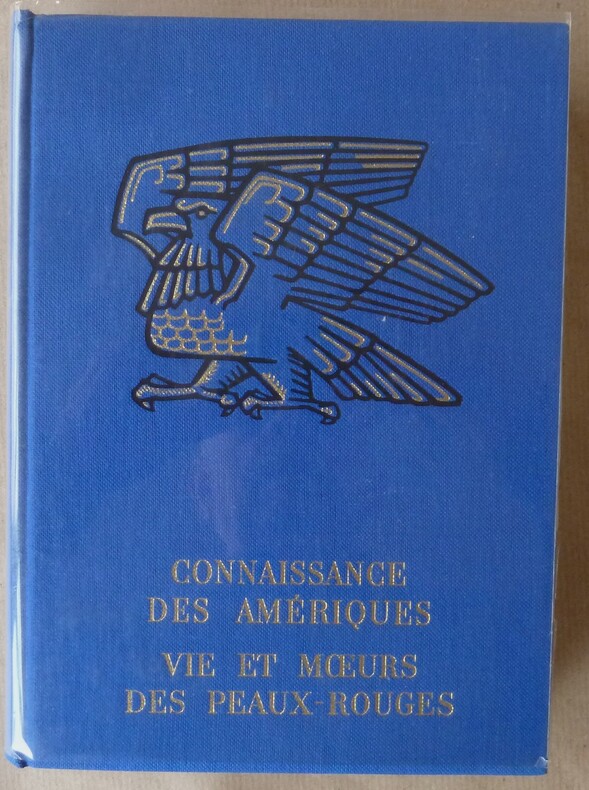 CONNAISSANCE
DES AMÉRIQUES
VIE ET MŒURS
DES PEAUX-ROUGES